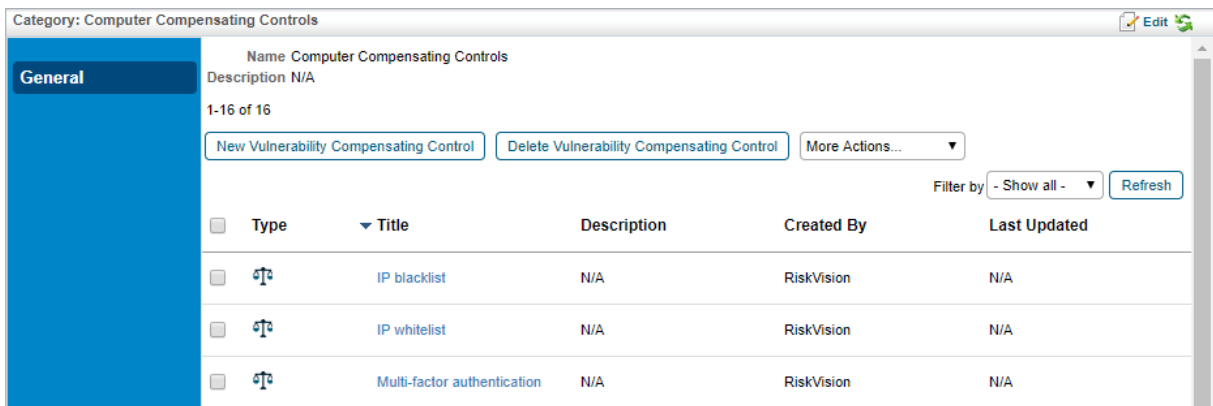 Category: Computer Compensating Controls Edit
General
Name Computer Compensating Controls
Description N/A
1-16 of 16
New Vulnerability Compensating Control Delete Vulnerability Compensating Control More Actions...
Filter by - Show all - Refresh
Type Title Description Created By Last Updated
IP blacklist N/A RiskVision N/A
IP whitelist N/A RiskVision N/A
Multi-factor authentication N/A RiskVision N/A